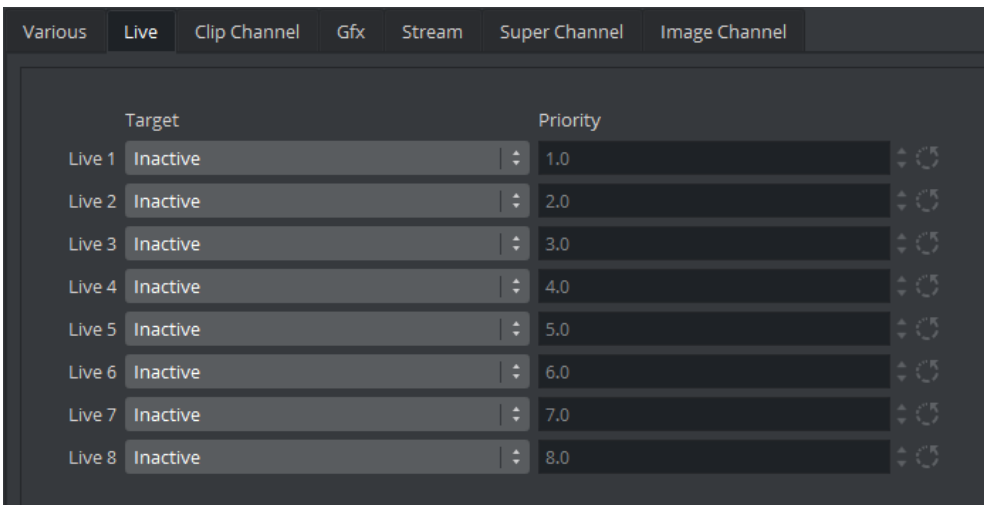 Various Live Clip Channel Gfx Stream Super Channel Image Channel
Target Priority
Live 1 Inactive 1.0
Live 2 Inactive 2.0
Live 3 Inactive 3.0
Live 4 Inactive 4.0
Live 5 Inactive 5.0
Live 6 Inactive 6.0
Live 7 Inactive 7.0
Live 8 Inactive 8.0